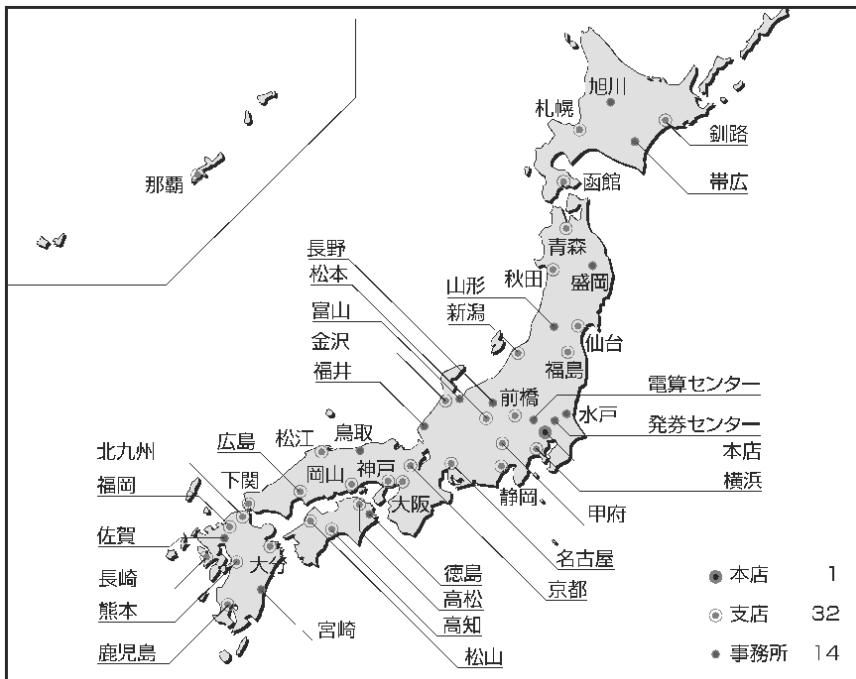 旭川
札幌
釧路
那覇
函館
帯広
青森
長野
松本
秋田
盛岡
山形
富山
新潟
金沢
仙台
福井
福島
前橋
電算センター
水戸
発券センター
北九州
広島
松江
鳥取
本店
下関
岡山
神戸
横浜
福岡
大阪
静岡
甲府
佐賀
大分
名古屋
長崎
徳島
京都
本店 1
熊本
高松
支店 32
宮崎
高知
鹿児島
松山
事務所 14